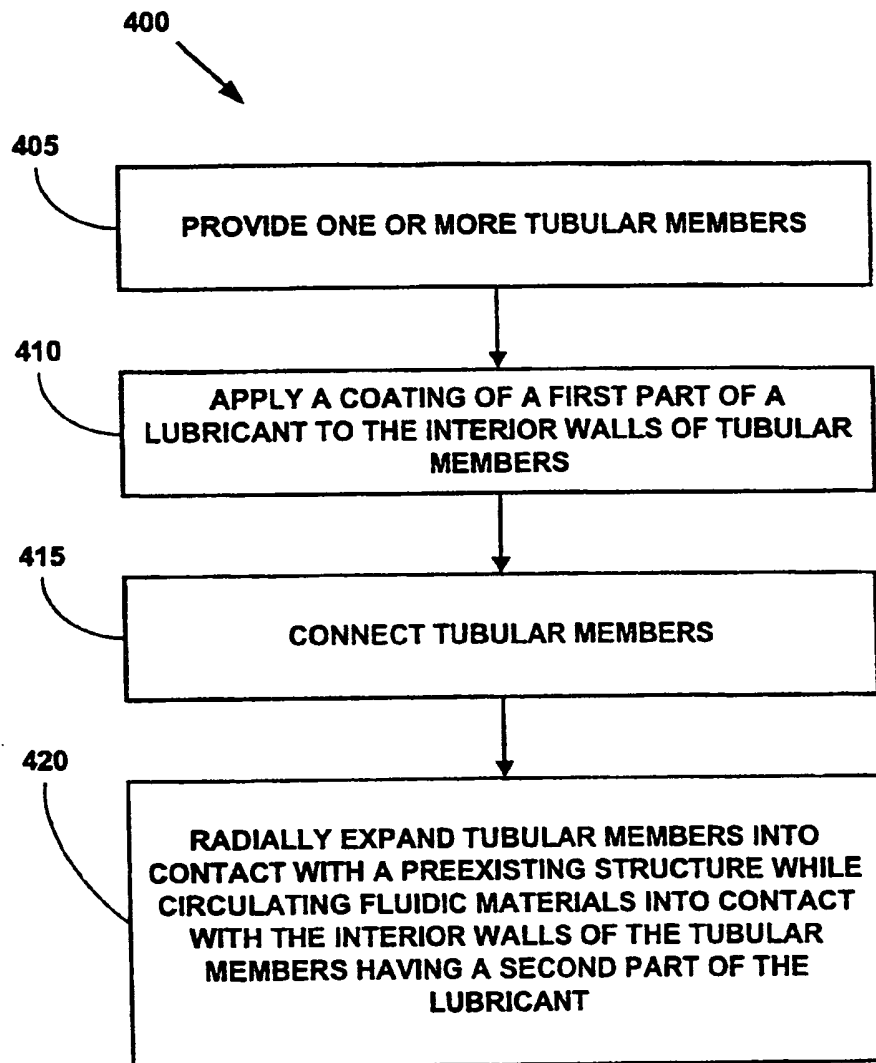 400
405
PROVIDE ONE OR MORE TUBULAR MEMBERS
410
APPLY A COATING OF A FIRST PART OF A
LUBRICANT TO THE INTERIOR WALLS OF TUBULAR
MEMBERS
415
CONNECT TUBULAR MEMBERS
420
RADIALLY EXPAND TUBULAR MEMBERS INTO
CONTACT WITH A PREEXISTING STRUCTURE WHILE
CIRCULATING FLUIDIC MATERIALS INTO CONTACT
WITH THE INTERIOR WALLS OF THE TUBULAR
MEMBERS HAVING A SECOND PART OF THE
LUBRICANT